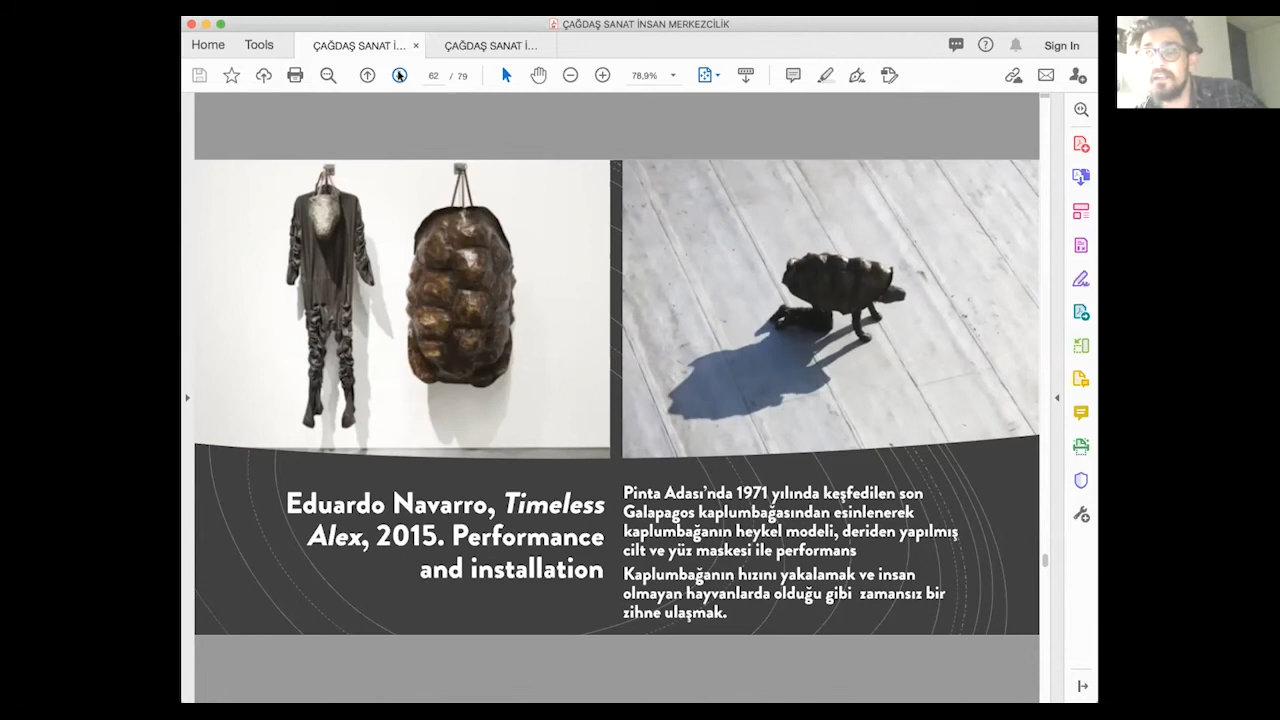 ÇAĞDAŞ SANAT İNSAN MERKEZCİLİK
Home Tools ÇAĞDAŞ SANAT İ... × ÇAĞDAŞ SANAT İ... Sign In
62 / 79 78,9%
Eduardo Navarro, Timeless
Alex, 2015. Performance
and installation
Pinta Adası'nda 1971 yılında keşfedilen son
Galapagos kaplumbağasından esinlenerek
kaplumbağanın heykel modeli, deriden yapılmış
cilt ve yüz maskesi ile performans
Kaplumbağanın hızını yakalamak ve insan
olmayan hayvanlarda olduğu gibi zamansız bir
zihne ulaşmak.